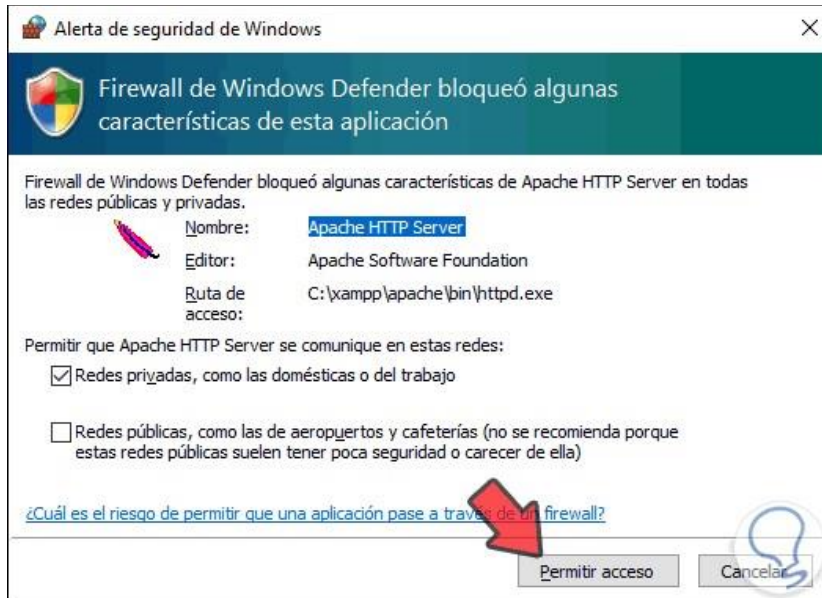 Alerta de seguridad de Windows
Firewall de Windows Defender bloqueó algunas
características de esta aplicación
Firewall de Windows Defender bloqueó algunas características de Apache HTTP Server en todas
las redes públicas y privadas.
Nombre: Apache HTTP Server
Editor: Apache Software Foundation
Ruta de C:\xampp\apache\bin\httpd.exe
acceso:
Permitir que Apache HTTP Server se comunique en estas redes:
Redes privadas, como las domésticas o del trabajo
Redes públicas, como las de aeropuertos y cafeterías (no se recomienda porque
estas redes públicas suelen tener poca seguridad o carecer de ella)
¿Cuál es el riesgo de permitir que una aplicación pase a través de un firewall?
Permitir acceso Cancelar